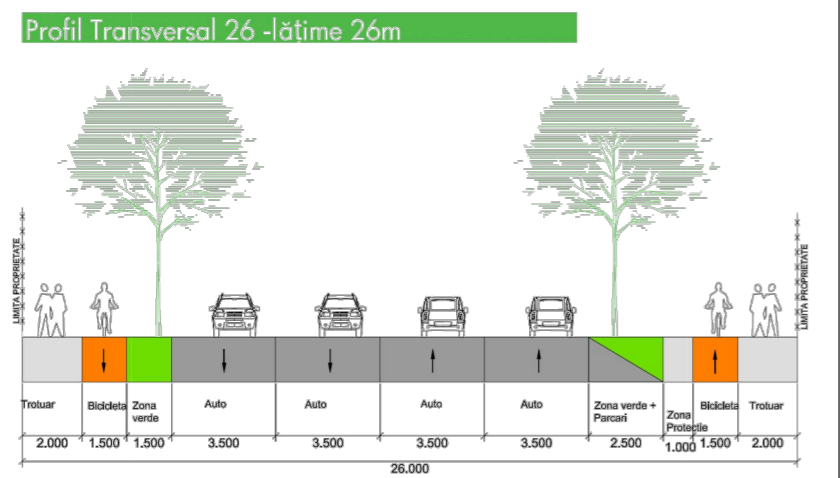 Profil Transversal 26 -lățime 26m
LIMITA PROPRIETATE
LIMITA PROPRIETATE
Trotuar
Bicicleta
Zona
verde
Auto
Auto
Auto
Auto
Zona verde +
Parcari
Zona
Protectie
Bicicleta
Trotuar
2.000
1.500
1.500
3.500
3.500
3.500
3.500
2.500
1.000
1.500
2.000
26.000